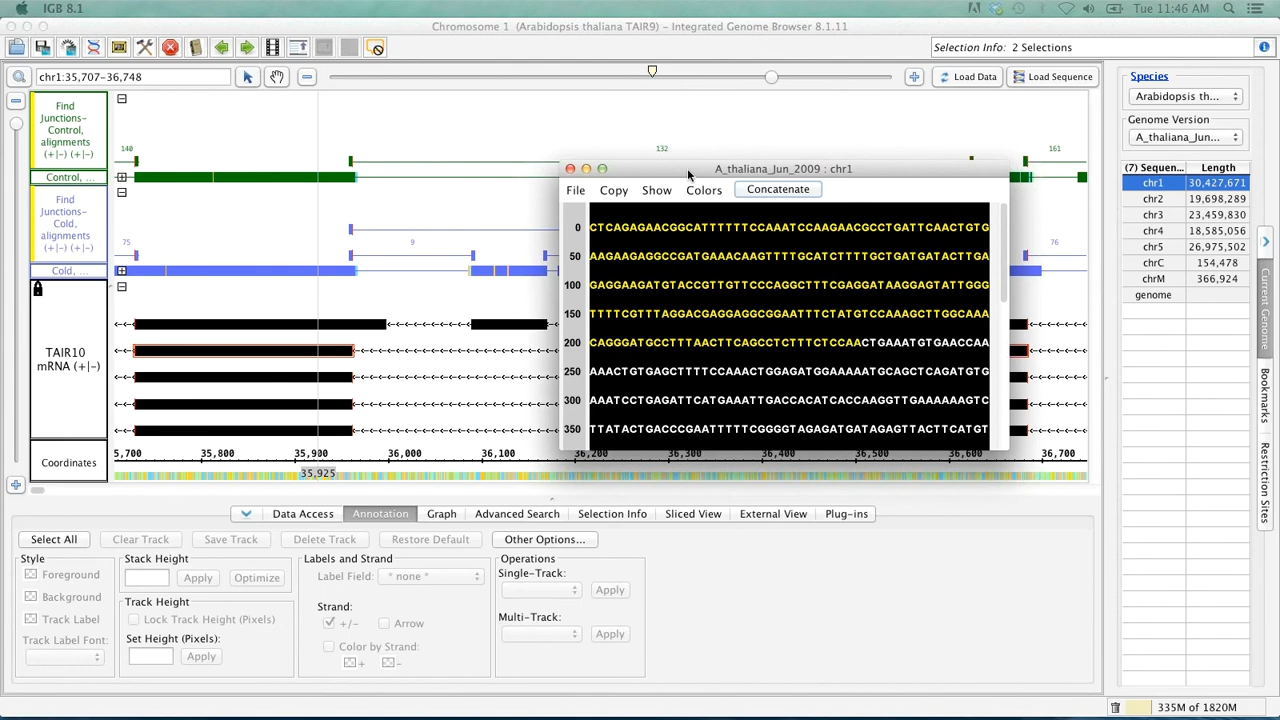 IGB 8.1
Tue 11:46 AM
Chromosome 1  (Arabidopsis thaliana TAIR9) - Integrated Genome Browser 8.1.11
Selection Info: 2 Selections
chr1:35,707-36,748
Load Data
Load Sequence
Species
Arabidopsis th...
Genome Version
A_thaliana_Jun...
(7) Sequen...
Length
chr1 30,427,671
chr2 19,698,289
chr3 23,459,830
chr4 18,585,056
chr5 26,975,502
chrC 154,478
chrM 366,924
genome
Current Genome
Bookmarks
Restriction Sites
Find
Junctions-
Control,
alignments
(+|-) (+|-)
Control, ...
Find
Junctions-
Cold,
alignments
(+|-) (+|-)
Cold, ...
TAIR10
mRNA (+|-)
Coordinates
140
132
161
75
9
76
A_thaliana_Jun_2009 : chr1
File Copy Show Colors Concatenate
0 CTCAGAGAACGGCATTTTTTCCAAATCCAAGAACGCCTGATTCAACTGTG
50 AAGAAGAGGCCGATGAAACAAGTTTTGCATCTTTTGCTGATGATACTTGA
100 GAGGAAGATGTACCGTTGTTCCCAGGCTTTCGAGGATAAGGAGTATTGGG
150 TTTTCGTTTAGGACGAGGAGGCGGAATTTCTATGTCCAAAGCTTGGCAAA
200 CAGGGATGCCTTTAACTTCAGCCTCTTTCTCCAACTGAAATGTGAACCAA
250 AAACTGTGAGCTTTTCCAAACTGGAGATGGAAAAATGCAGCTCAGATGTG
300 AAATCCTGAGATTCATGAAATTGACCACATCACCAAGGTTGAAAAAAGTC
350 TTATACTGACCCGAATTTTTCGGGGTAGAGATGATAGAGTTACTTCATGT
5,700 35,800 36,000 36,100 36,200 36,300 36,400 36,500 36,600 36,700
35,925
Data Access
Annotation
Graph
Advanced Search
Selection Info
Sliced View
External View
Plug-ins
Select All
Clear Track
Save Track
Delete Track
Restore Default
Other Options...
Style
Foreground
Background
Track Label
Track Label Font:
Stack Height
Apply
Optimize
Track Height
Lock Track Height (Pixels)
Set Height (Pixels):
Apply
Labels and Strand
Label Field: * none *
Strand:
+/-
Arrow
Color by Strand:
+ -
Operations
Single-Track:
Apply
Multi-Track:
Apply
335M of 1820M